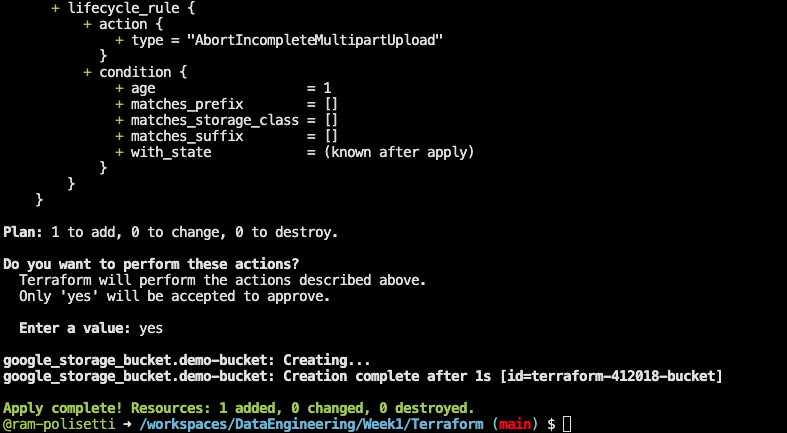 + lifecycle_rule {
+ action {
+ type = "AbortIncompleteMultipartUpload"
}
+ condition {
+ age                   = 1
+ matches_prefix        = []
+ matches_storage_class = []
+ matches_suffix        = []
+ with_state            = (known after apply)
}
}
}
Plan: 1 to add, 0 to change, 0 to destroy.
Do you want to perform these actions?
Terraform will perform the actions described above.
Only 'yes' will be accepted to approve.
Enter a value: yes
google_storage_bucket.demo-bucket: Creating...
google_storage_bucket.demo-bucket: Creation complete after 1s [id=terraform-412018-bucket]
Apply complete! Resources: 1 added, 0 changed, 0 destroyed.
@ram-polisetti ➜ /workspaces/DataEngineering/Week1/Terraform (main) $